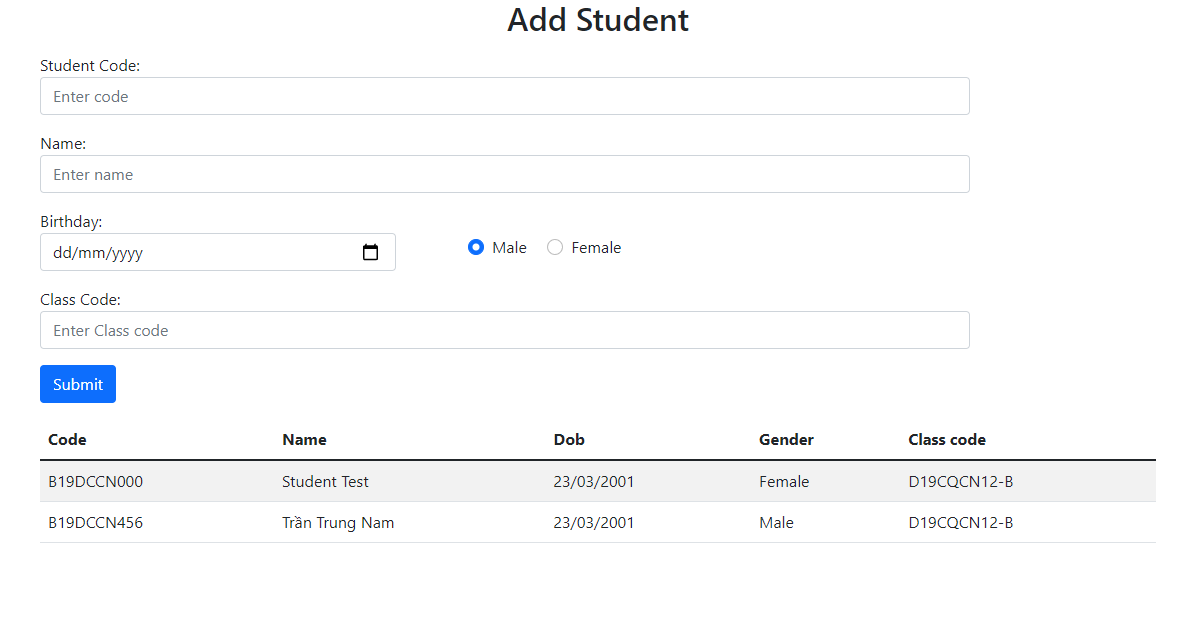 Add Student
Student Code:
Enter code
Name:
Enter name
Birthday:
dd/mm/yyyy Male Female
Class Code:
Enter Class code
Submit
Code Name Dob Gender Class code
B19DCCN000 Student Test 23/03/2001 Female D19CQCN12-B
B19DCCN456 Trần Trung Nam 23/03/2001 Male D19CQCN12-B